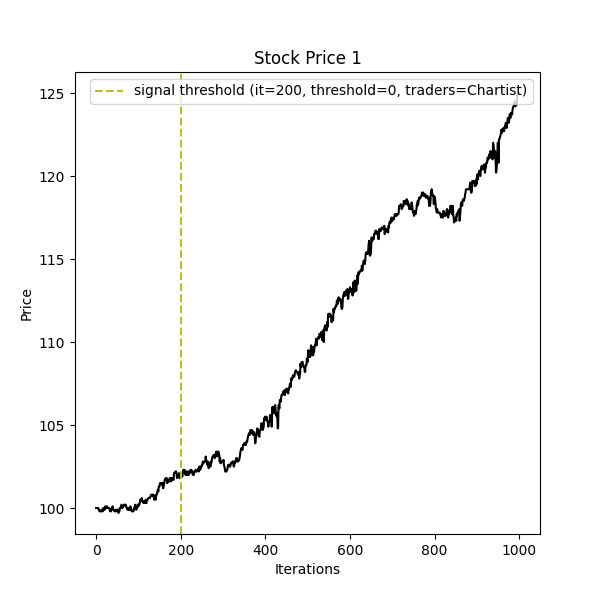 Stock Price 1
signal threshold (it=200, threshold=0, traders=Chartist)
125
120
115
110
105
100
Price
0 200 400 600 800 1000
Iterations